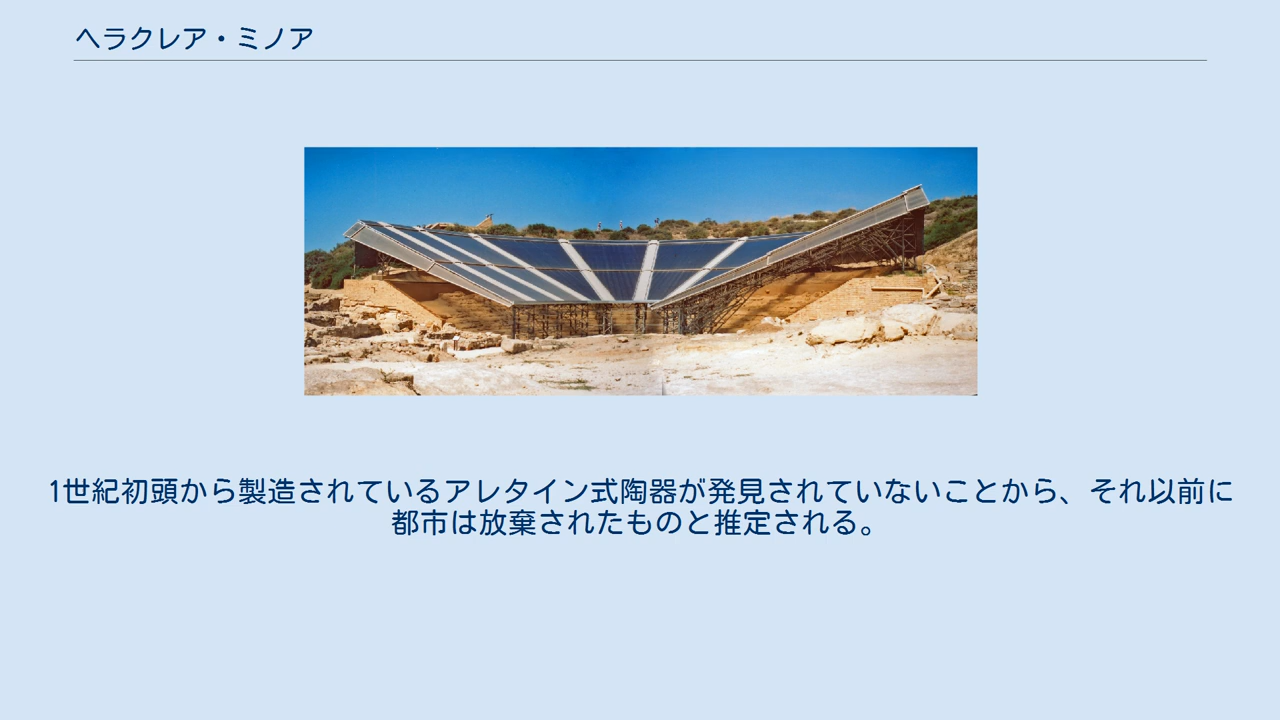 ヘラクレア・ミノア
1世紀初頭から製造されているアレタイン式陶器が発見されていないことから、それ以前に
都市は放棄されたものと推定される。